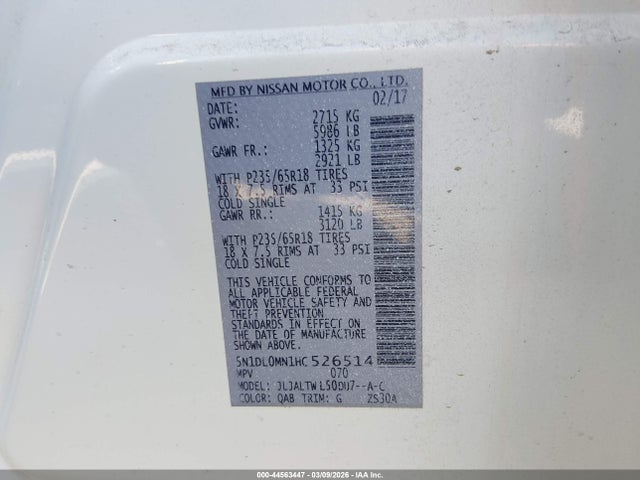 MFD BY NISSAN MOTOR CO., LTD.
DATE: 02/17
GVWR: 2715 KG
5986 LB
GAWR FR.: 1325 KG
2921 LB
WITH P235/65R18 TIRES
18 X 7.5 RIMS AT 33 PSI
COLD SINGLE
GAWR RR.: 1415 KG
3120 LB
WITH P235/65R18 TIRES
18 X 7.5 RIMS AT 33 PSI
COLD SINGLE
THIS VEHICLE CONFORMS TO
ALL APPLICABLE FEDERAL
MOTOR VEHICLE SAFETY AND
THEFT PREVENTION
STANDARDS IN EFFECT ON
THE DATE OF MANUFACTURE
SHOWN ABOVE.
5N1DL0MN1HC526514
MPV 070
MODEL: JLJALTWL50DU7--A-C
COLOR: QAB TRIM: G ZS30A
000-44563447 - 03/09/2026 - IAA Inc.